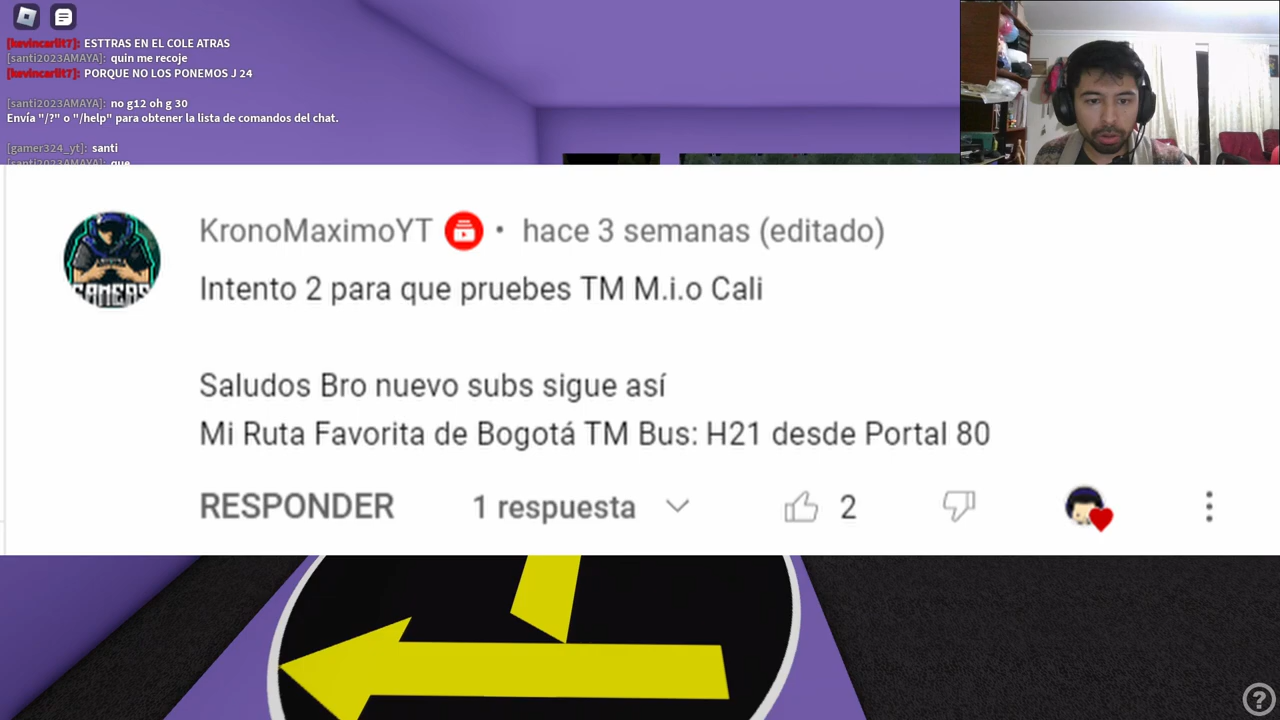 [kevincarlit7]: ESTTRAS EN EL COLE ATRAS
[santi2023AMAYA]: quin me recoje
[kevincarlit7]: PORQUE NO LOS PONEMOS J 24
[santi2023AMAYA]: no g12 oh g 30
Envía "/?" o "/help" para obtener la lista de comandos del chat.
[gamer324_yt]: santi
[santi2023AMAYA]: que
KronoMaximoYT • hace 3 semanas (editado)
Intento 2 para que pruebes TM M.i.o Cali
Saludos Bro nuevo subs sigue así
Mi Ruta Favorita de Bogotá TM Bus: H21 desde Portal 80
RESPONDER 1 respuesta 2
GAMERS
?